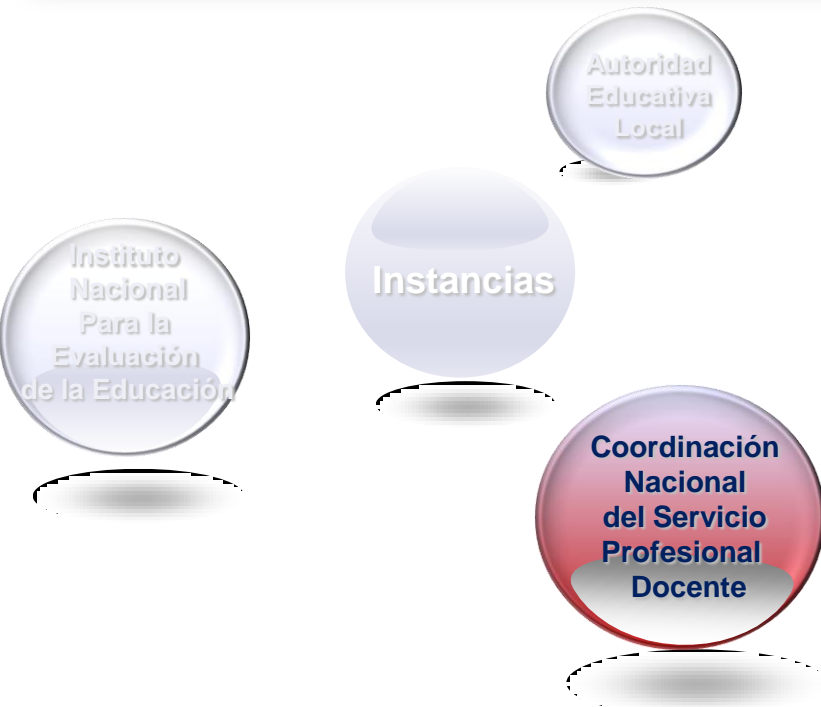 Autoridad
Educativa
Local
Instituto
Nacional
Para la
Evaluación
de la Educación
Instancias
Coordinación
Nacional
del Servicio
Profesional
Docente